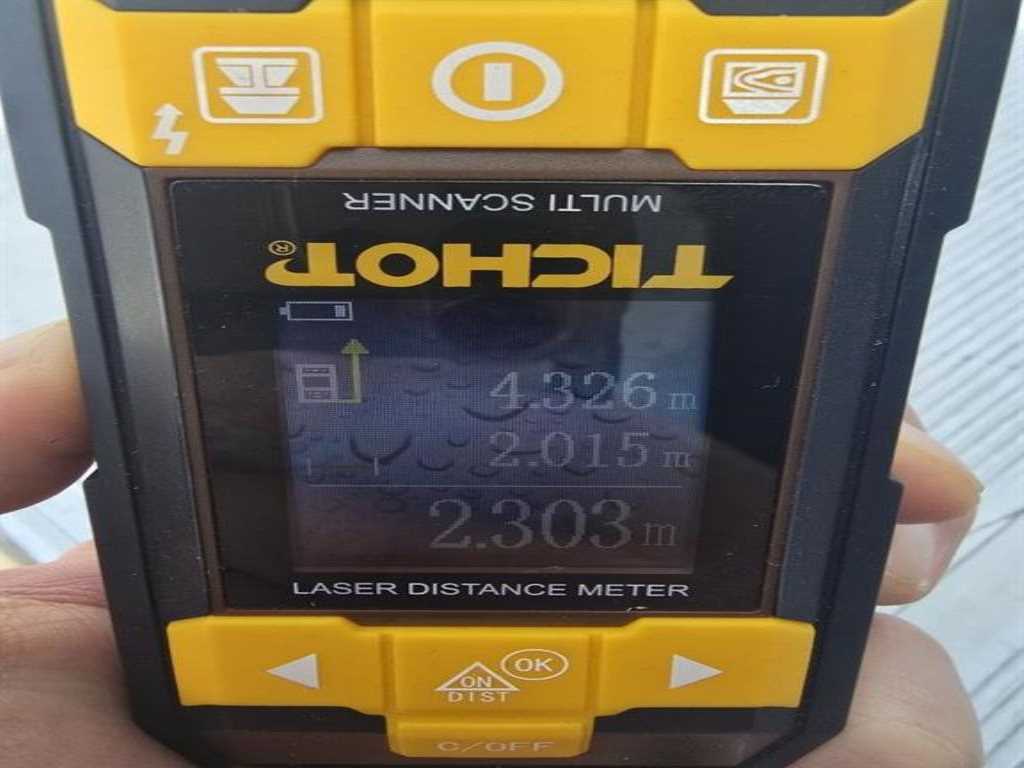 MULTI SCANNER
TICHOP®
4.326 m
2.015 m
2.303 m
LASER DISTANCE METER
OK
ON
DIST
C/OFF